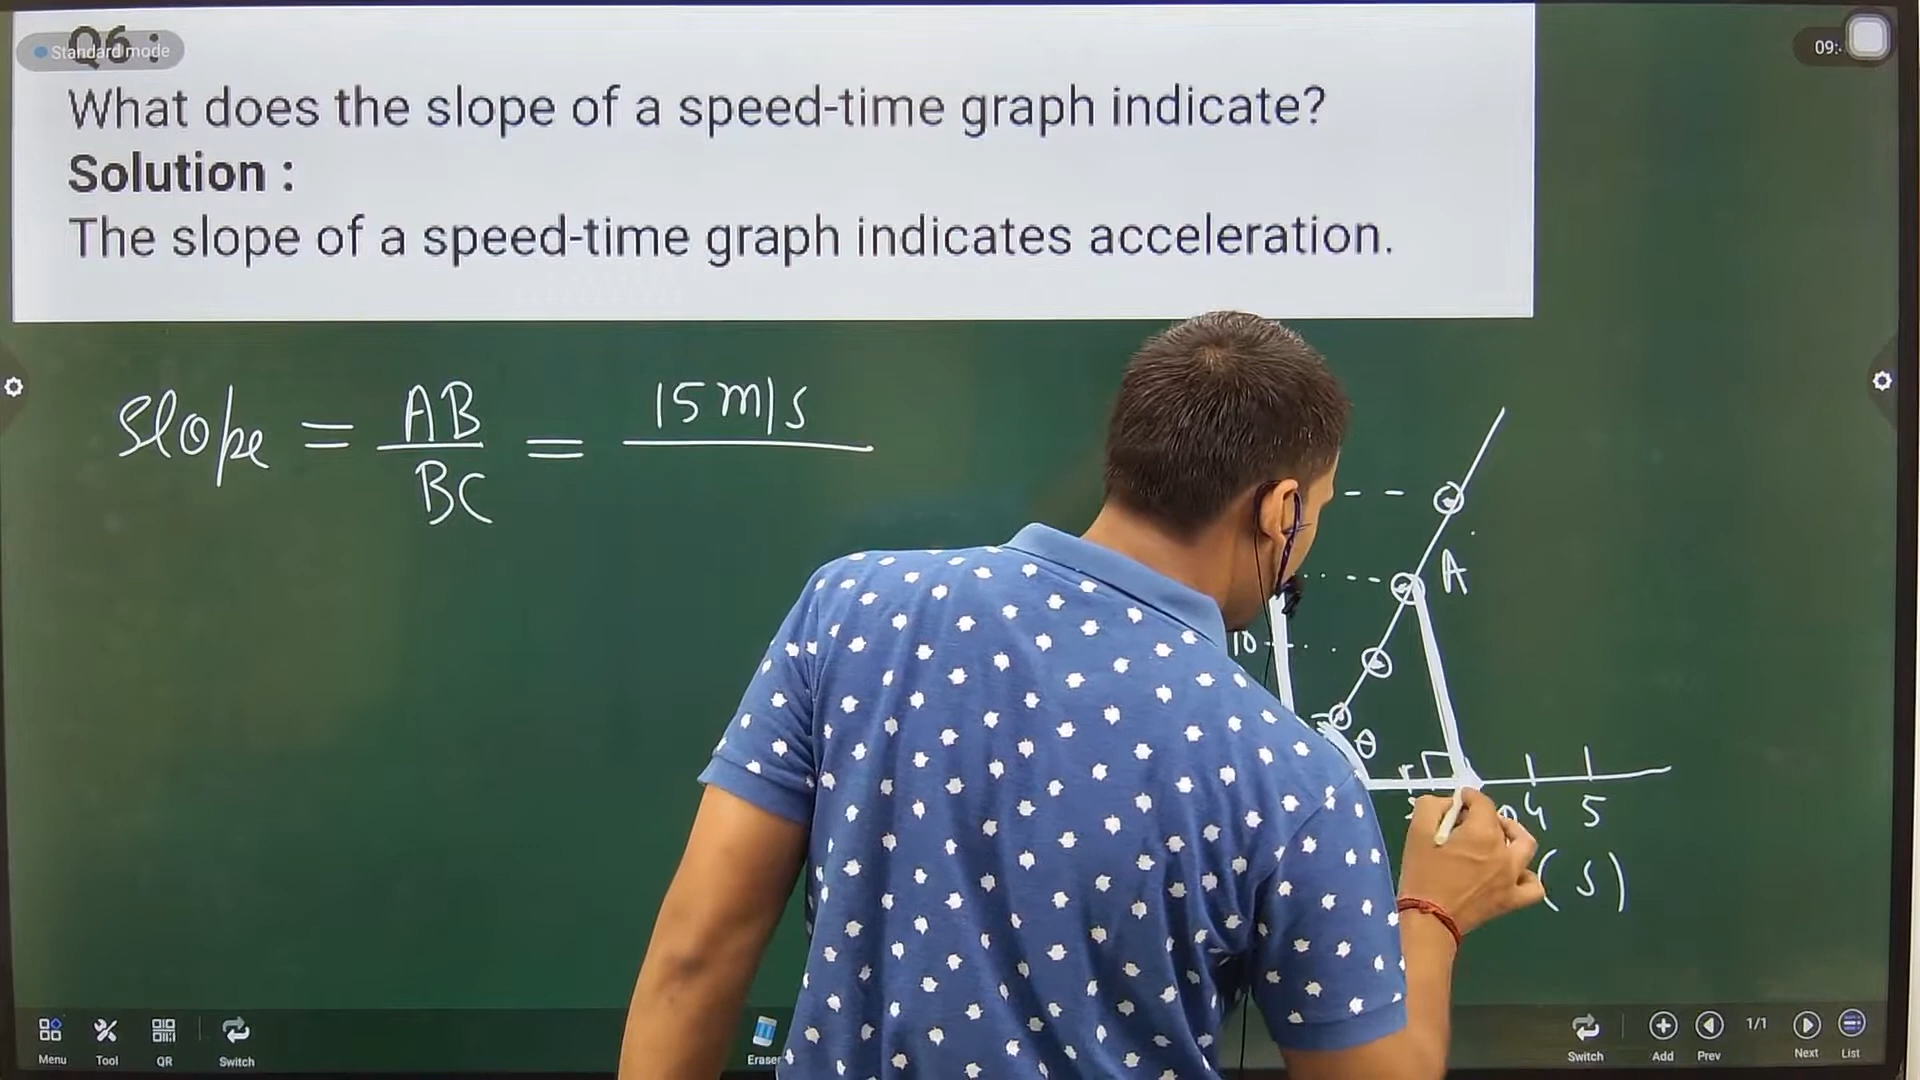 Q6 :
Standard mode
09:
What does the slope of a speed-time graph indicate?
Solution :
The slope of a speed-time graph indicates acceleration.
Slope = AB / BC = 15 m/s
A
10
θ
4 5
(s)
Menu Tool QR Switch Eraser Switch Add Prev 1/1 Next List